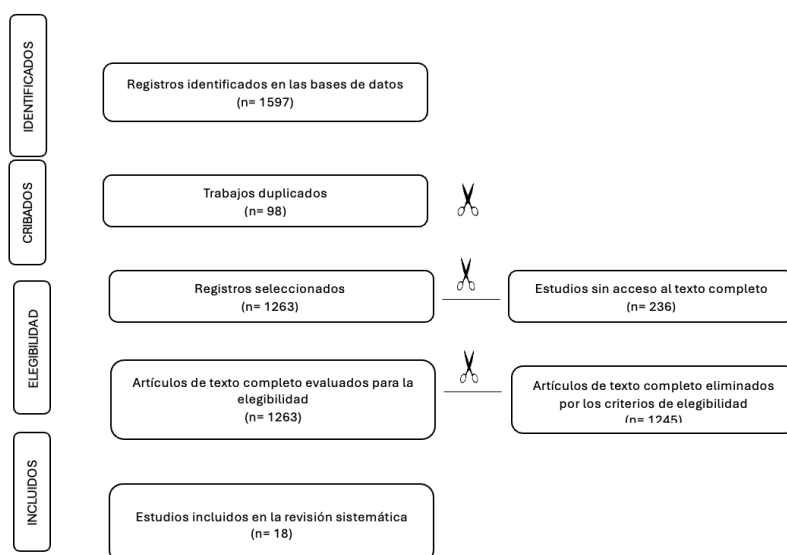 IDENTIFICADOS
Registros identificados en las bases de datos
(n= 1597)
CRIBADOS
Trabajos duplicados
(n= 98)
ELEGIBILIDAD
Registros seleccionados
(n= 1263)
Estudios sin acceso al texto completo
(n= 236)
Artículos de texto completo evaluados para la
elegibilidad
(n= 1263)
Artículos de texto completo eliminados
por los criterios de elegibilidad
(n= 1245)
INCLUIDOS
Estudios incluidos en la revisión sistemática
(n= 18)